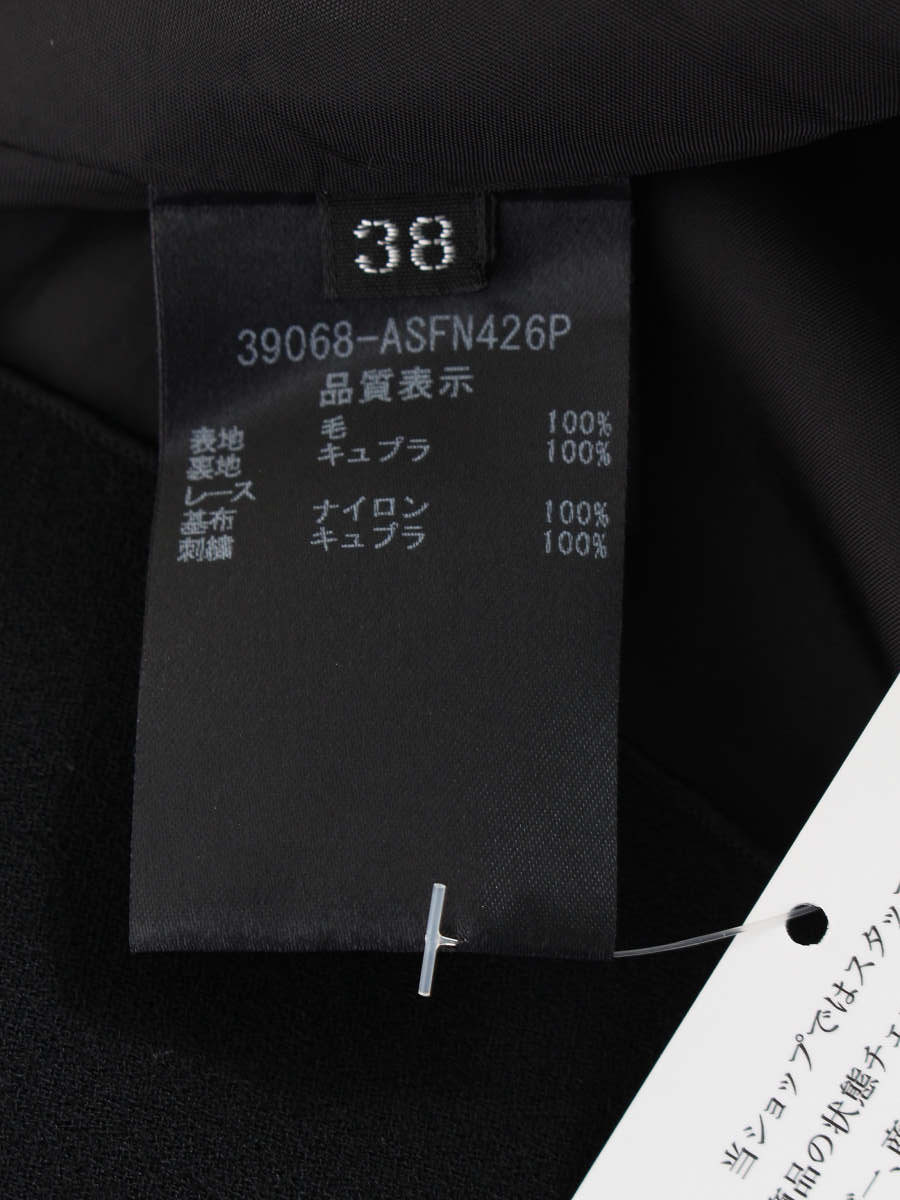 38
39068-ASFN426P
品質表示
表地 毛 100%
裏地 キュプラ 100%
レース
基布 ナイロン 100%
刺繍 キュプラ 100%
当ショップではスタッ
商品の状態チェ